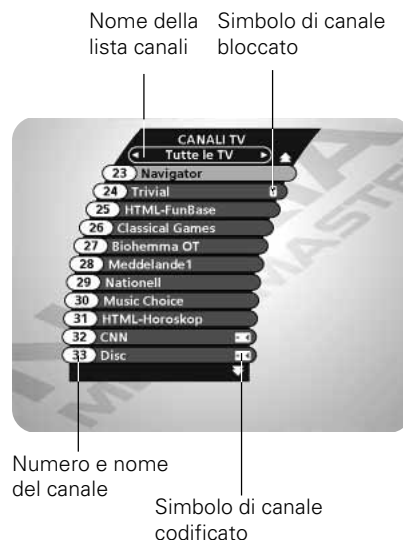 Nome della
lista canali
Simbolo di canale
bloccato
CANALI TV
Tutte le TV
23 Navigator
24 Trivial
25 HTML-FunBase
26 Classical Games
27 Biohemma OT
28 Meddelande1
29 Nationell
30 Music Choice
31 HTML-Horoskop
32 CNN
33 Disc
Numero e nome
del canale
Simbolo di canale
codificato